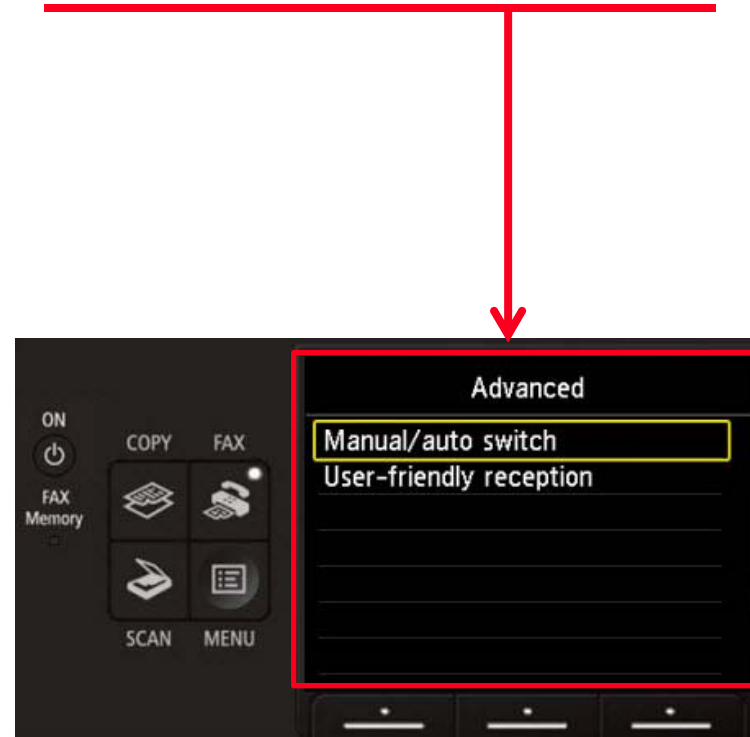 Advanced
Manual/auto switch
User-friendly reception
ON
FAX
Memory
COPY FAX
SCAN MENU